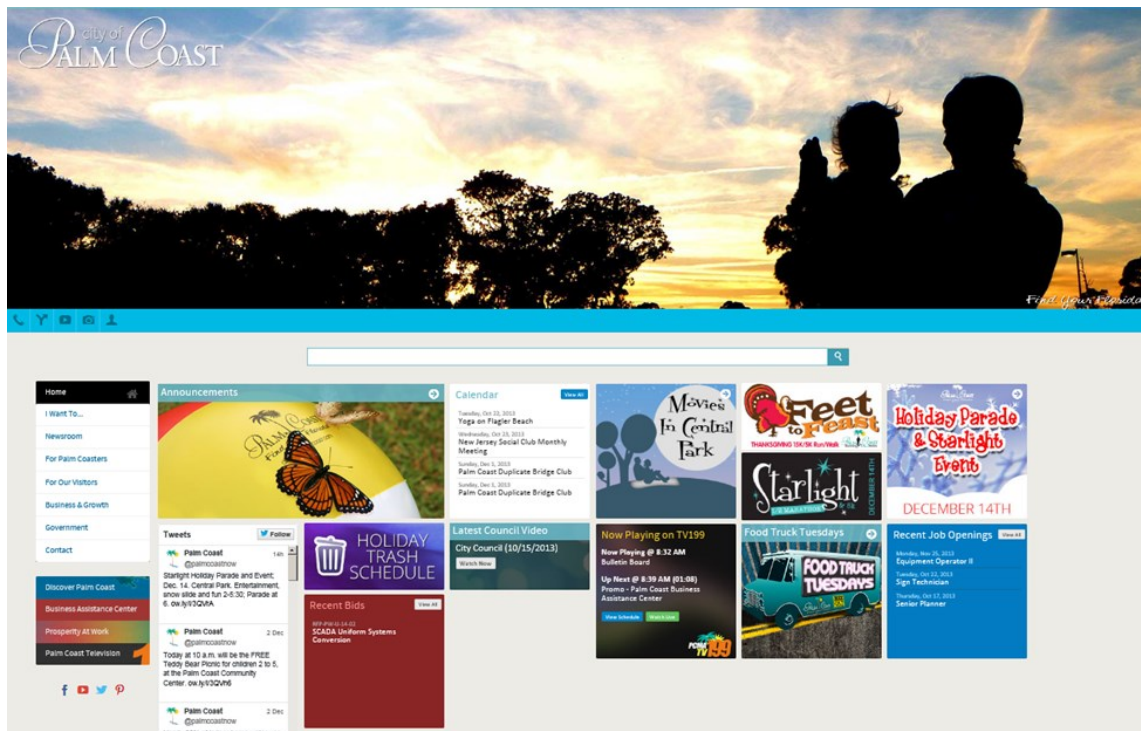 city of
PALM COAST
Find Your Florida
Home
I Want To...
Newsroom
For Palm Coasters
For Our Visitors
Business & Growth
Government
Contact
Discover Palm Coast
Business Assistance Center
Prosperity At Work
Palm Coast Television
Announcements
PALM COAST
Calendar
View All
Tuesday, Oct 22, 2013
Yoga on Flagler Beach
Wednesday, Oct 23, 2013
New Jersey Social Club Monthly
Meeting
Sunday, Dec 1, 2013
Palm Coast Duplicate Bridge Club
Sunday, Dec 1, 2013
Palm Coast Duplicate Bridge Club
Movies
In Central
Park
Feet
to Feast
THANKSGIVING 10K/5K Run/Walk
Starlight
DECEMBER 14TH
Holiday Parade
& Starlight
Event
DECEMBER 14TH
Tweets
Follow
Palm Coast
14h
@palmcoastnow
Starlight Holiday Parade and Event;
Dec. 14. Central Park. Entertainment,
snow slide and fun 2-5:30; Parade at
6. ow.ly/i/3QVhA
Palm Coast
2 Dec
@palmcoastnow
Today at 10 a.m. will be the FREE
Teddy Bear Picnic for children 2 to 5,
at the Palm Coast Community
Center. ow.ly/i/3QVh6
Palm Coast
2 Dec
@palmcoastnow
HOLIDAY
TRASH
SCHEDULE
Recent Bids
View All
SCADA Uniform Systems
Conversion
Latest Council Video
City Council (10/15/2013)
Watch Now
Now Playing on TV199
Now Playing @ 8:32 AM
Bulletin Board
Up Next @ 8:39 AM (01:08)
Promo - Palm Coast Business
Assistance Center
View Schedule
Watch Live
TV199
Food Truck Tuesdays
FOOD TRUCK
TUESDAYS
Recent Job Openings
View All
Monday, Nov 25, 2013
Equipment Operator II
Tuesday, Oct 22, 2013
Sign Technician
Thursday, Oct 17, 2013
Senior Planner